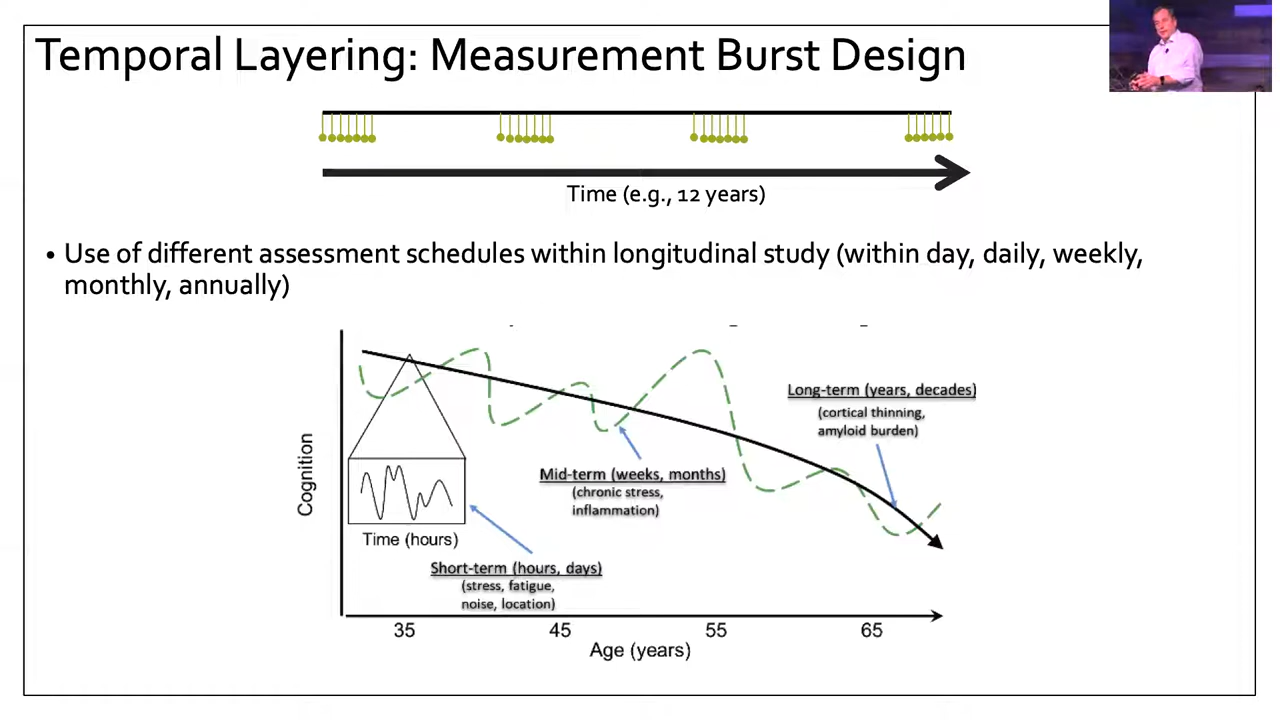 Temporal Layering: Measurement Burst Design
Time (e.g., 12 years)
• Use of different assessment schedules within longitudinal study (within day, daily, weekly,
monthly, annually)
Long-term (years, decades)
(cortical thinning,
amyloid burden)
Cognition
Mid-term (weeks, months)
(chronic stress,
inflammation)
Time (hours)
Short-term (hours, days)
(stress, fatigue,
noise, location)
35 45 55 65
Age (years)